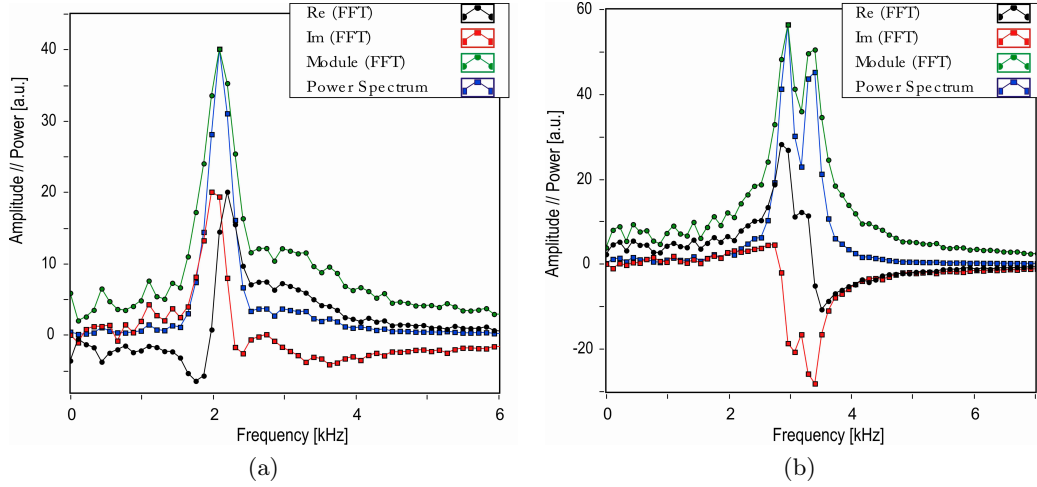 Re (FFT)
Im (FFT)
Module (FFT)
Power Spectrum
40
30
20
10
0
Amplitude // Power [a.u.]
0 2 4 6
Frequency [kHz]
(a)
Re (FFT)
Im (FFT)
Module (FFT)
Power Spectrum
60
40
20
0
-20
Amplitude // Power [a.u.]
0 2 4 6
Frequency [kHz]
(b)